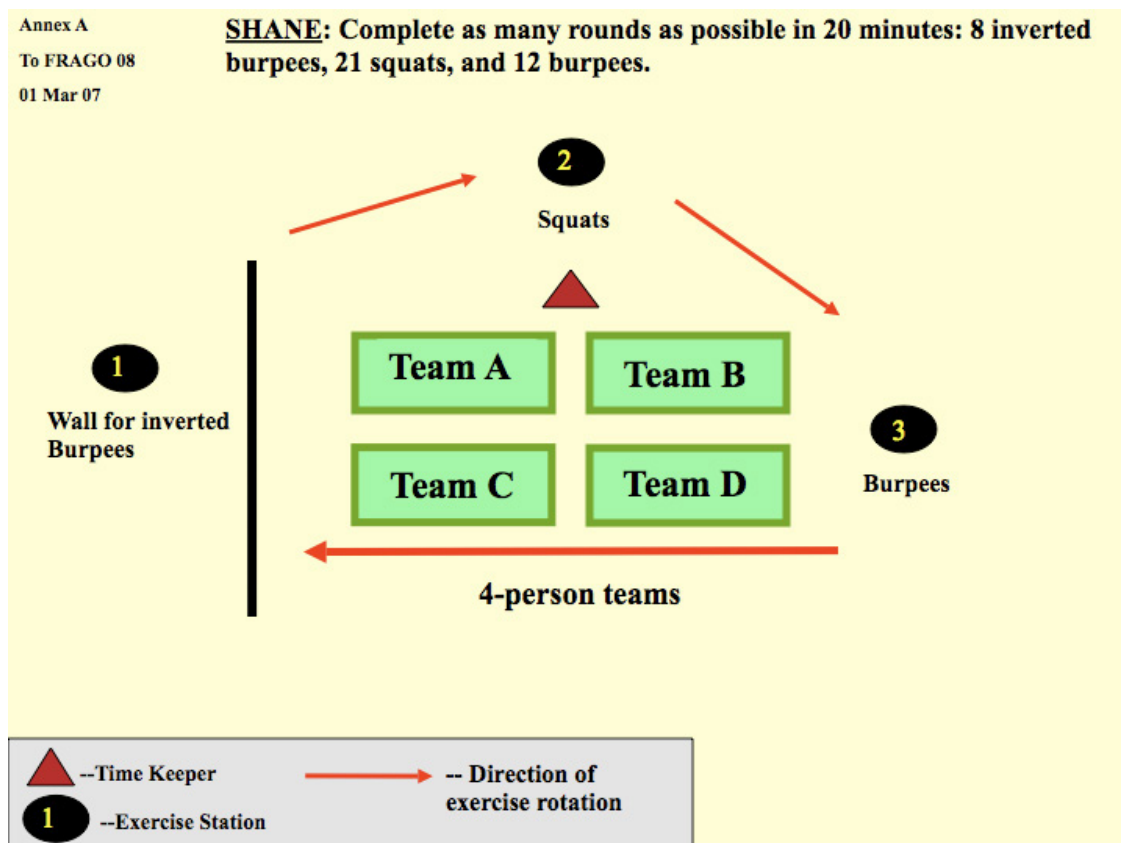 Annex A
To FRAGO 08
01 Mar 07
SHANE: Complete as many rounds as possible in 20 minutes: 8 inverted
burpees, 21 squats, and 12 burpees.
2
Squats
1
Wall for inverted
Burpees
Team A
Team B
Team C
Team D
3
Burpees
4-person teams
--Time Keeper
-- Direction of
exercise rotation
1
--Exercise Station